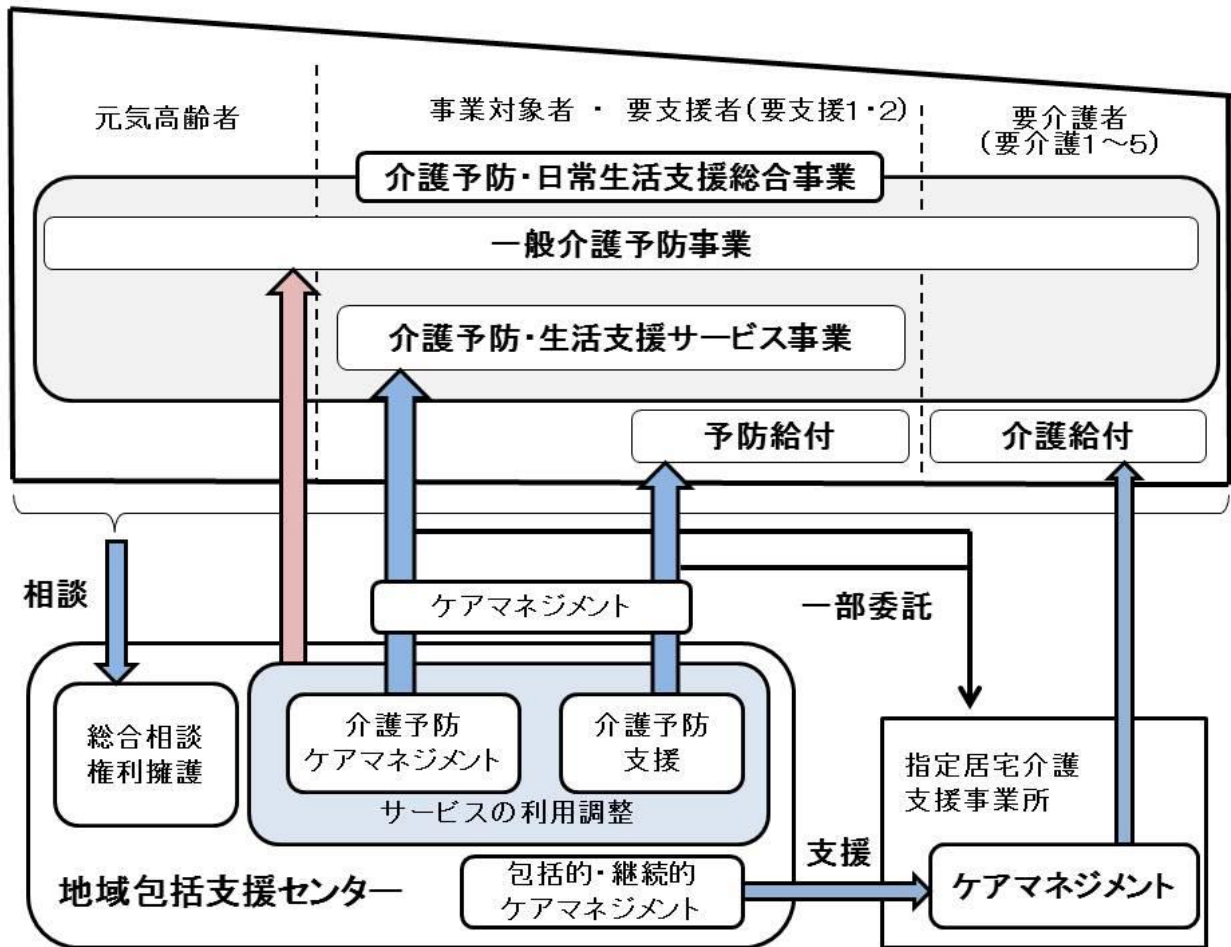 元気高齢者
事業対象者 ・ 要支援者(要支援1・2)
要介護者
(要介護1～5)
介護予防・日常生活支援総合事業
一般介護予防事業
介護予防・生活支援サービス事業
予防給付
介護給付
相談
ケアマネジメント
一部委託
総合相談
権利擁護
介護予防
ケアマネジメント
介護予防
支援
サービスの利用調整
地域包括支援センター
包括的・継続的
ケアマネジメント
支援
指定居宅介護
支援事業所
ケアマネジメント